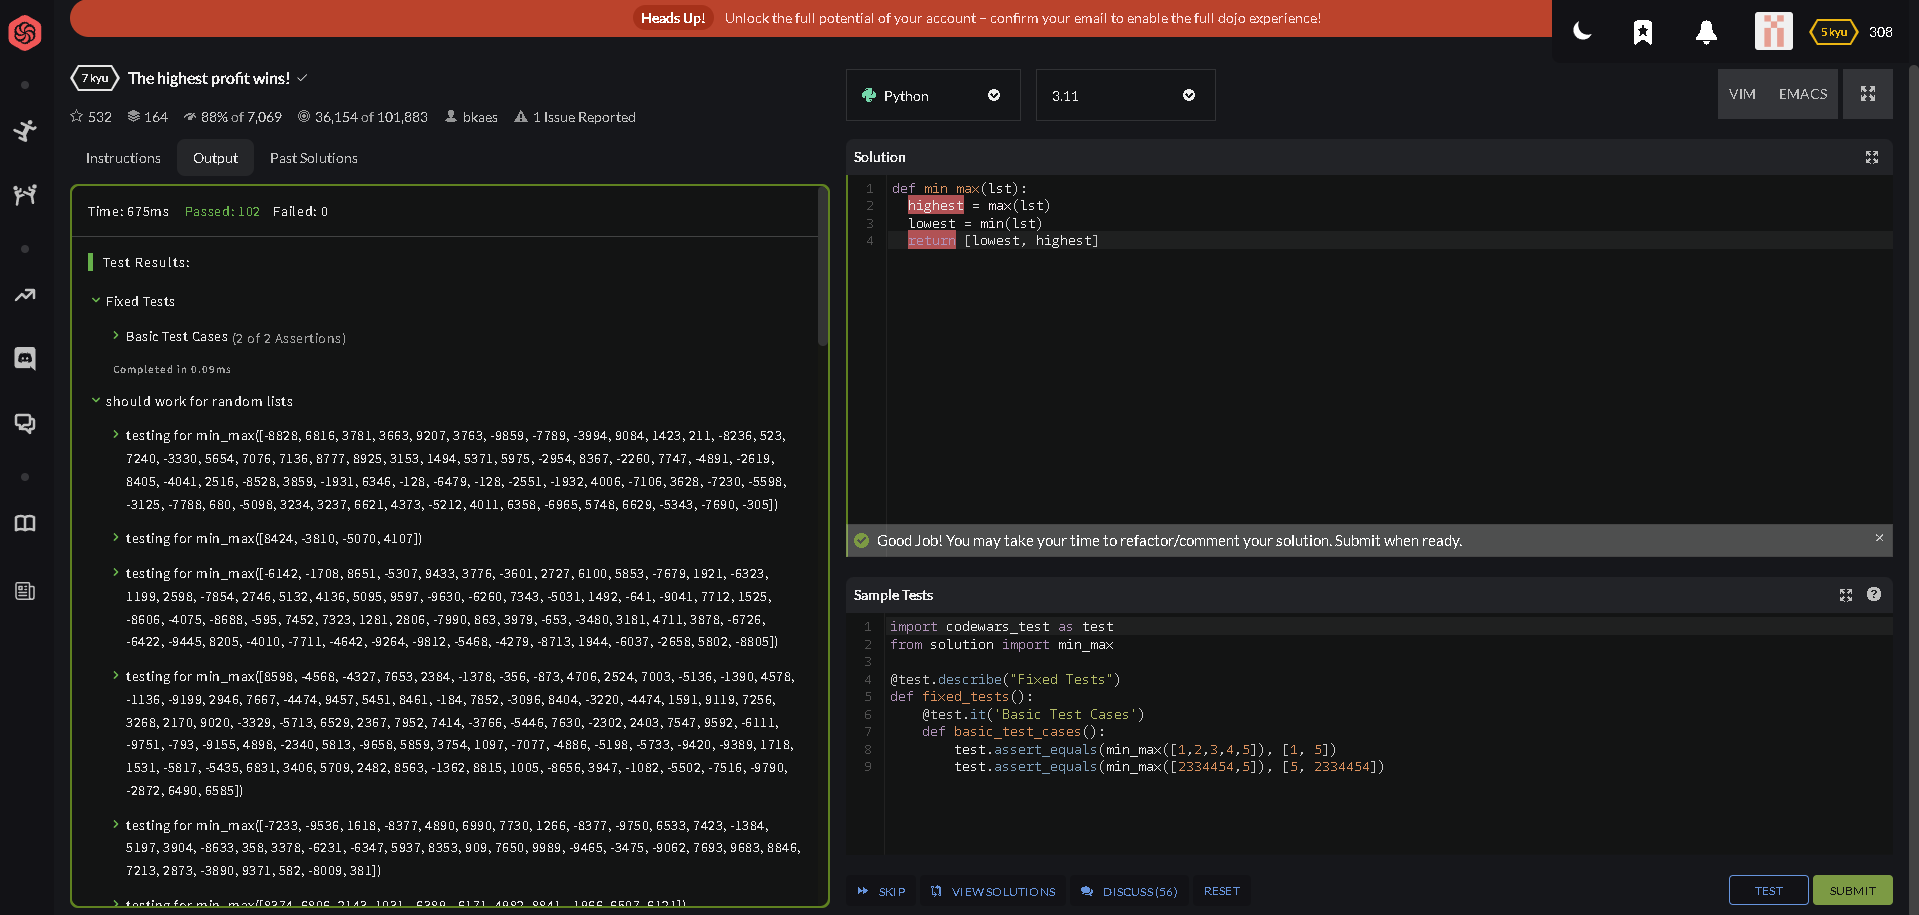 Heads Up! Unlock the full potential of your account – confirm your email to enable the full dojo experience!
5 kyu 308
7 kyu The highest profit wins!
532 164 88% of 7,069 36,154 of 101,883 bkaes 1 Issue Reported
Instructions Output Past Solutions
Time: 675ms Passed: 102 Failed: 0
Test Results:
Fixed Tests
Basic Test Cases (2 of 2 Assertions)
Completed in 0.09ms
should work for random lists
testing for min_max([-8828, 6816, 3781, 3663, 9207, 3763, -9859, -7789, -3994, 9084, 1423, 211, -8236, 523,
7240, -3330, 5654, 7076, 7136, 8777, 8925, 3153, 1494, 5371, 5975, -2954, 8367, -2260, 7747, -4891, -2619,
8405, -4041, 2516, -8528, 3859, -1931, 6346, -128, -6479, -128, -2551, -1932, 4006, -7106, 3628, -7230, -5598,
-3125, -7788, 680, -5098, 3234, 3237, 6621, 4373, -5212, 4011, 6358, -6965, 5748, 6629, -5343, -7690, -305])
testing for min_max([8424, -3810, -5070, 4107])
testing for min_max([-6142, -1708, 8651, -5307, 9433, 3776, -3601, 2727, 6100, 5853, -7679, 1921, -6323,
1199, 2598, -7854, 2746, 5132, 4136, 5095, 9597, -9630, -6260, 7343, -5031, 1492, -641, -9041, 7712, 1525,
-8606, -4075, -8688, -595, 7452, 7323, 1281, 2806, -7990, 863, 3979, -653, -3480, 3181, 4711, 3878, -6726,
-6422, -9445, 8205, -4010, -7711, -4642, -9264, -9812, -5468, -4279, -8713, 1944, -6037, -2658, 5802, -8805])
testing for min_max([8598, -4568, -4327, 7653, 2384, -1378, -356, -873, 4706, 2524, 7003, -5136, -1390, 4578,
-1136, -9199, 2946, 7667, -4474, 9457, 5451, 8461, -184, 7852, -3096, 8404, -3220, -4474, 1591, 9119, 7256,
3268, 2170, 9020, -3329, -5713, 6529, 2367, 7952, 7414, -3766, -5446, 7630, -2302, 2403, 7547, 9592, -6111,
-9751, -793, -9155, 4898, -2340, 5813, -9658, 5859, 3754, 1097, -7077, -4886, -5198, -5733, -9420, -9389, 1718,
1531, -5817, -5435, 6831, 3406, 5709, 2482, 8563, -1362, 8815, 1005, -8656, 3947, -1082, -5502, -7516, -9790,
-2872, 6490, 6585])
testing for min_max([-7233, -9536, 1618, -8377, 4890, 6990, 7730, 1266, -8377, -9750, 6533, 7423, -1384,
5197, 3904, -8633, 358, 3378, -6231, -6347, 5937, 8353, 909, 7650, 9989, -9465, -3475, -9062, 7693, 9683, 8846,
7213, 2873, -3890, 9371, 582, -8009, 381])
Python 3.11 VIM EMACS
Solution
1 def min_max(lst):
2 highest = max(lst)
3 lowest = min(lst)
4 return [lowest, highest]
Good Job! You may take your time to refactor/comment your solution. Submit when ready.
Sample Tests
1 import codewars_test as test
2 from solution import min_max
3
4 @test.describe("Fixed Tests")
5 def fixed_tests():
6 @test.it('Basic Test Cases')
7 def basic_test_cases():
8 test.assert_equals(min_max([1,2,3,4,5]), [1, 5])
9 test.assert_equals(min_max([2334454,5]), [5, 2334454])
SKIP VIEW SOLUTIONS DISCUSS (56) RESET TEST SUBMIT